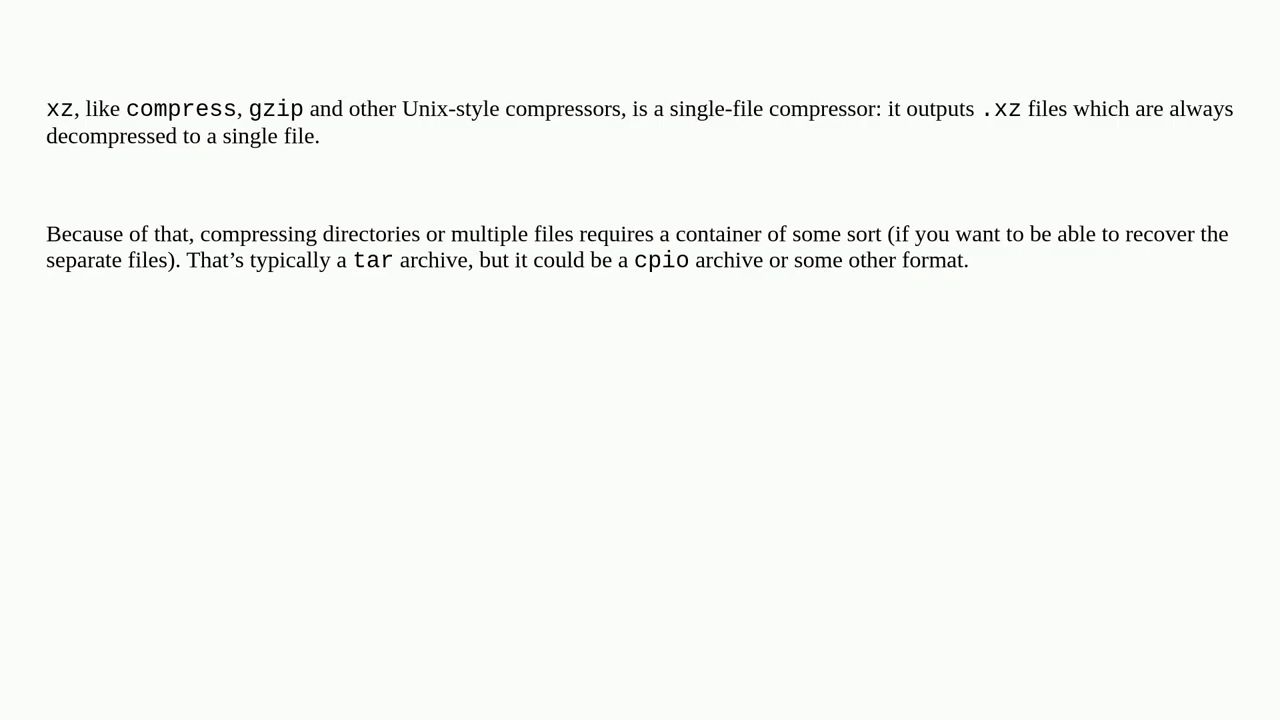 xz, like compress, gzip and other Unix-style compressors, is a single-file compressor: it outputs .xz files which are always
decompressed to a single file.
Because of that, compressing directories or multiple files requires a container of some sort (if you want to be able to recover the
separate files). That’s typically a tar archive, but it could be a cpio archive or some other format.